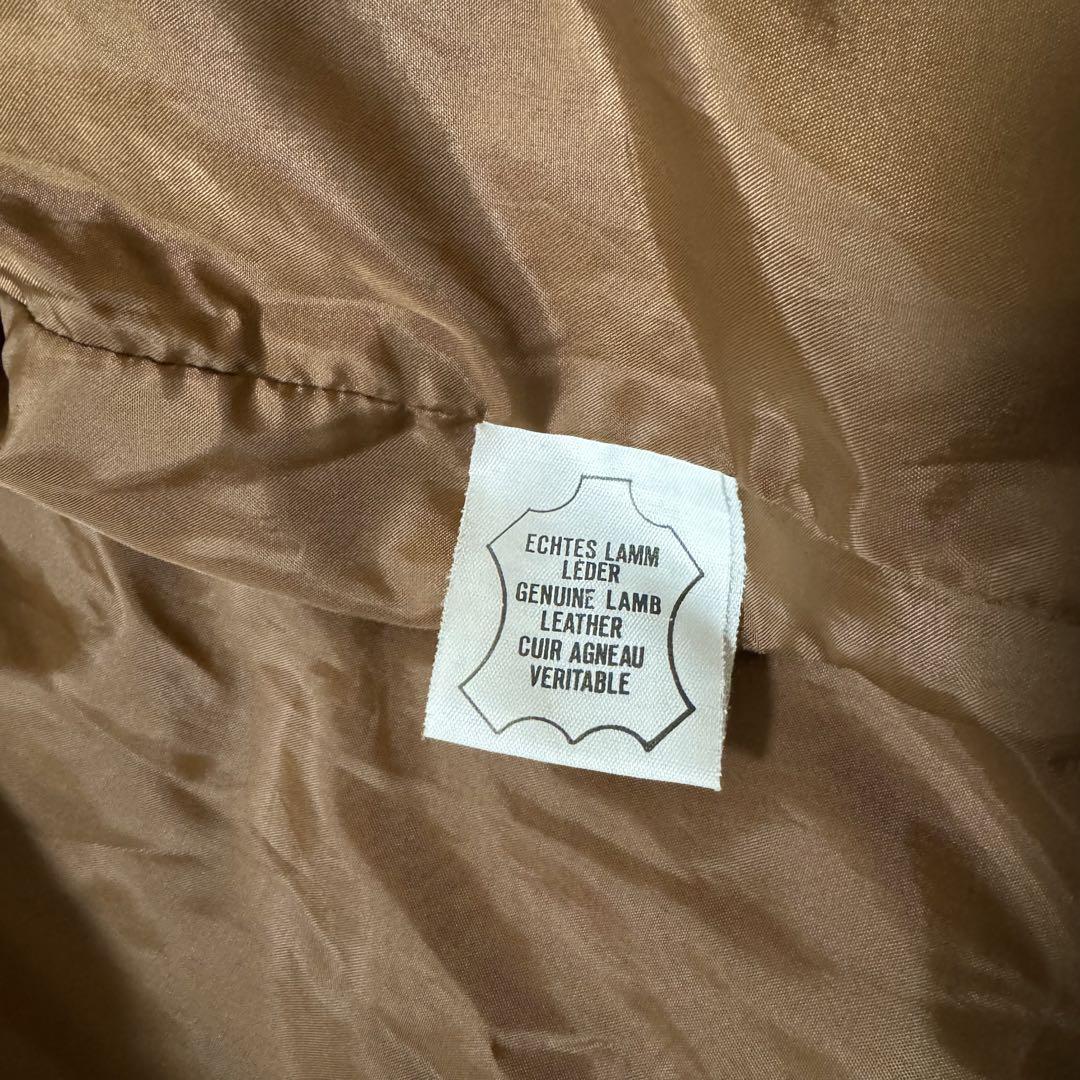 ECHTES LAMM
LEDER
GENUINE LAMB
LEATHER
CUIR AGNEAU
VERITABLE